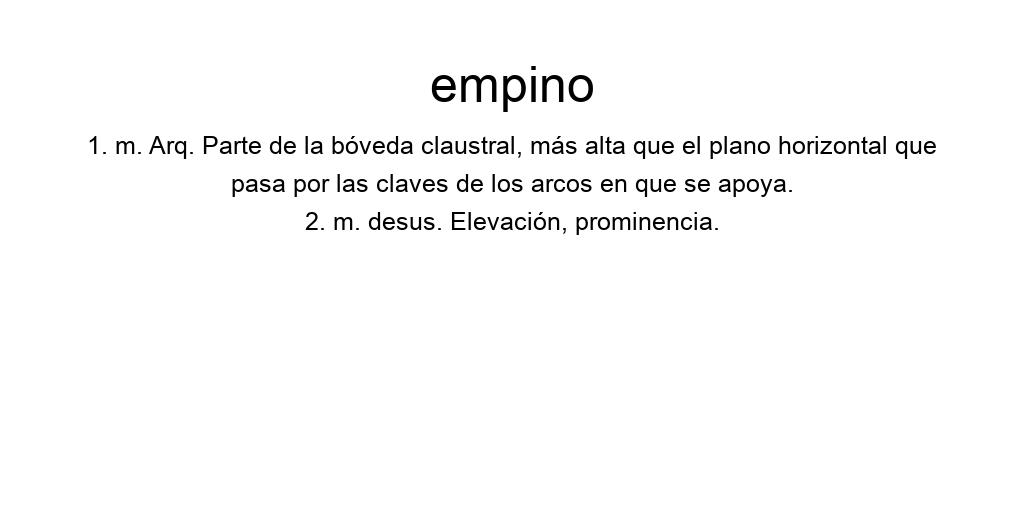 empino
1. m. Arq. Parte de la bóveda claustral, más alta que el plano horizontal que
pasa por las claves de los arcos en que se apoya.
2. m. desus. Elevación, prominencia.